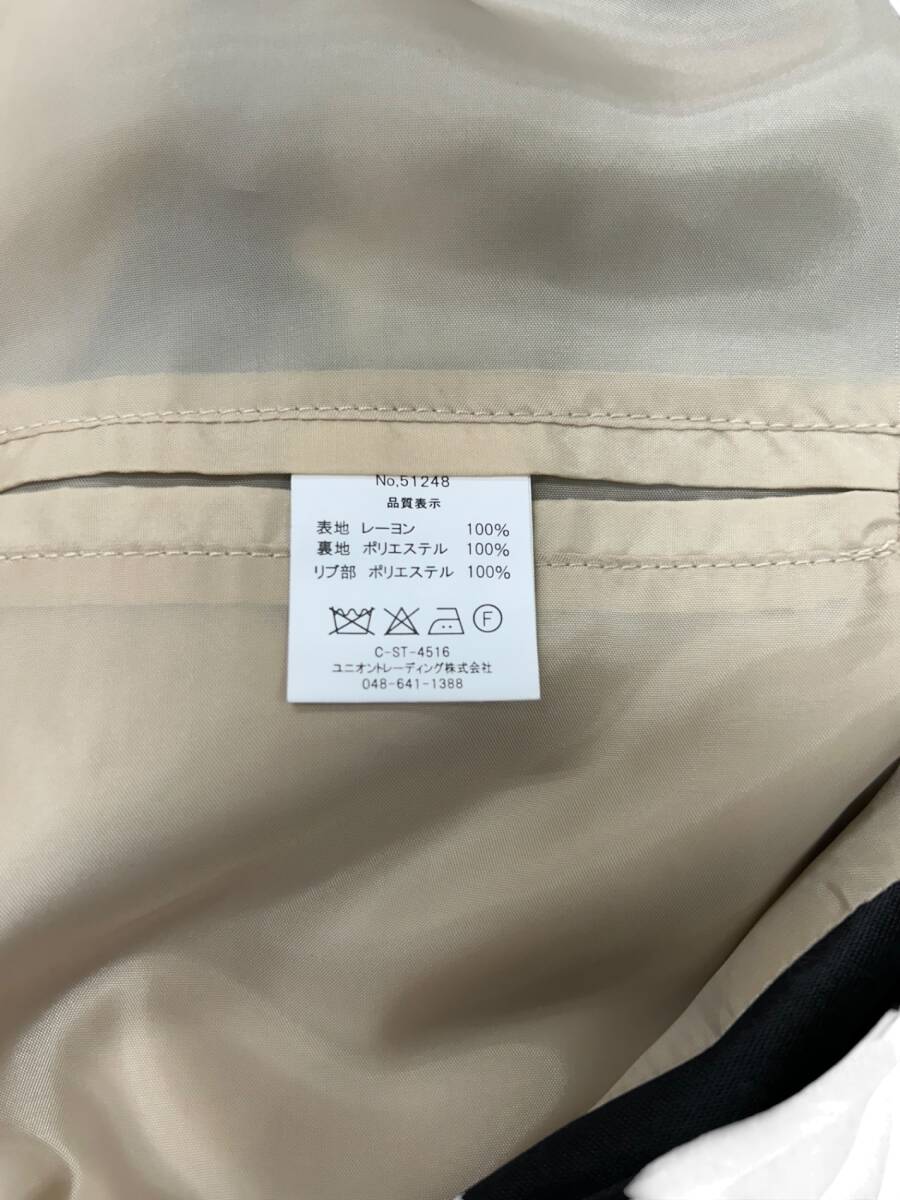 No,51248
品質表示
表地 レーヨン 100%
裏地 ポリエステル 100%
リブ部 ポリエステル 100%
F
C-ST-4516
ユニオントレーディング株式会社
048-641-1388